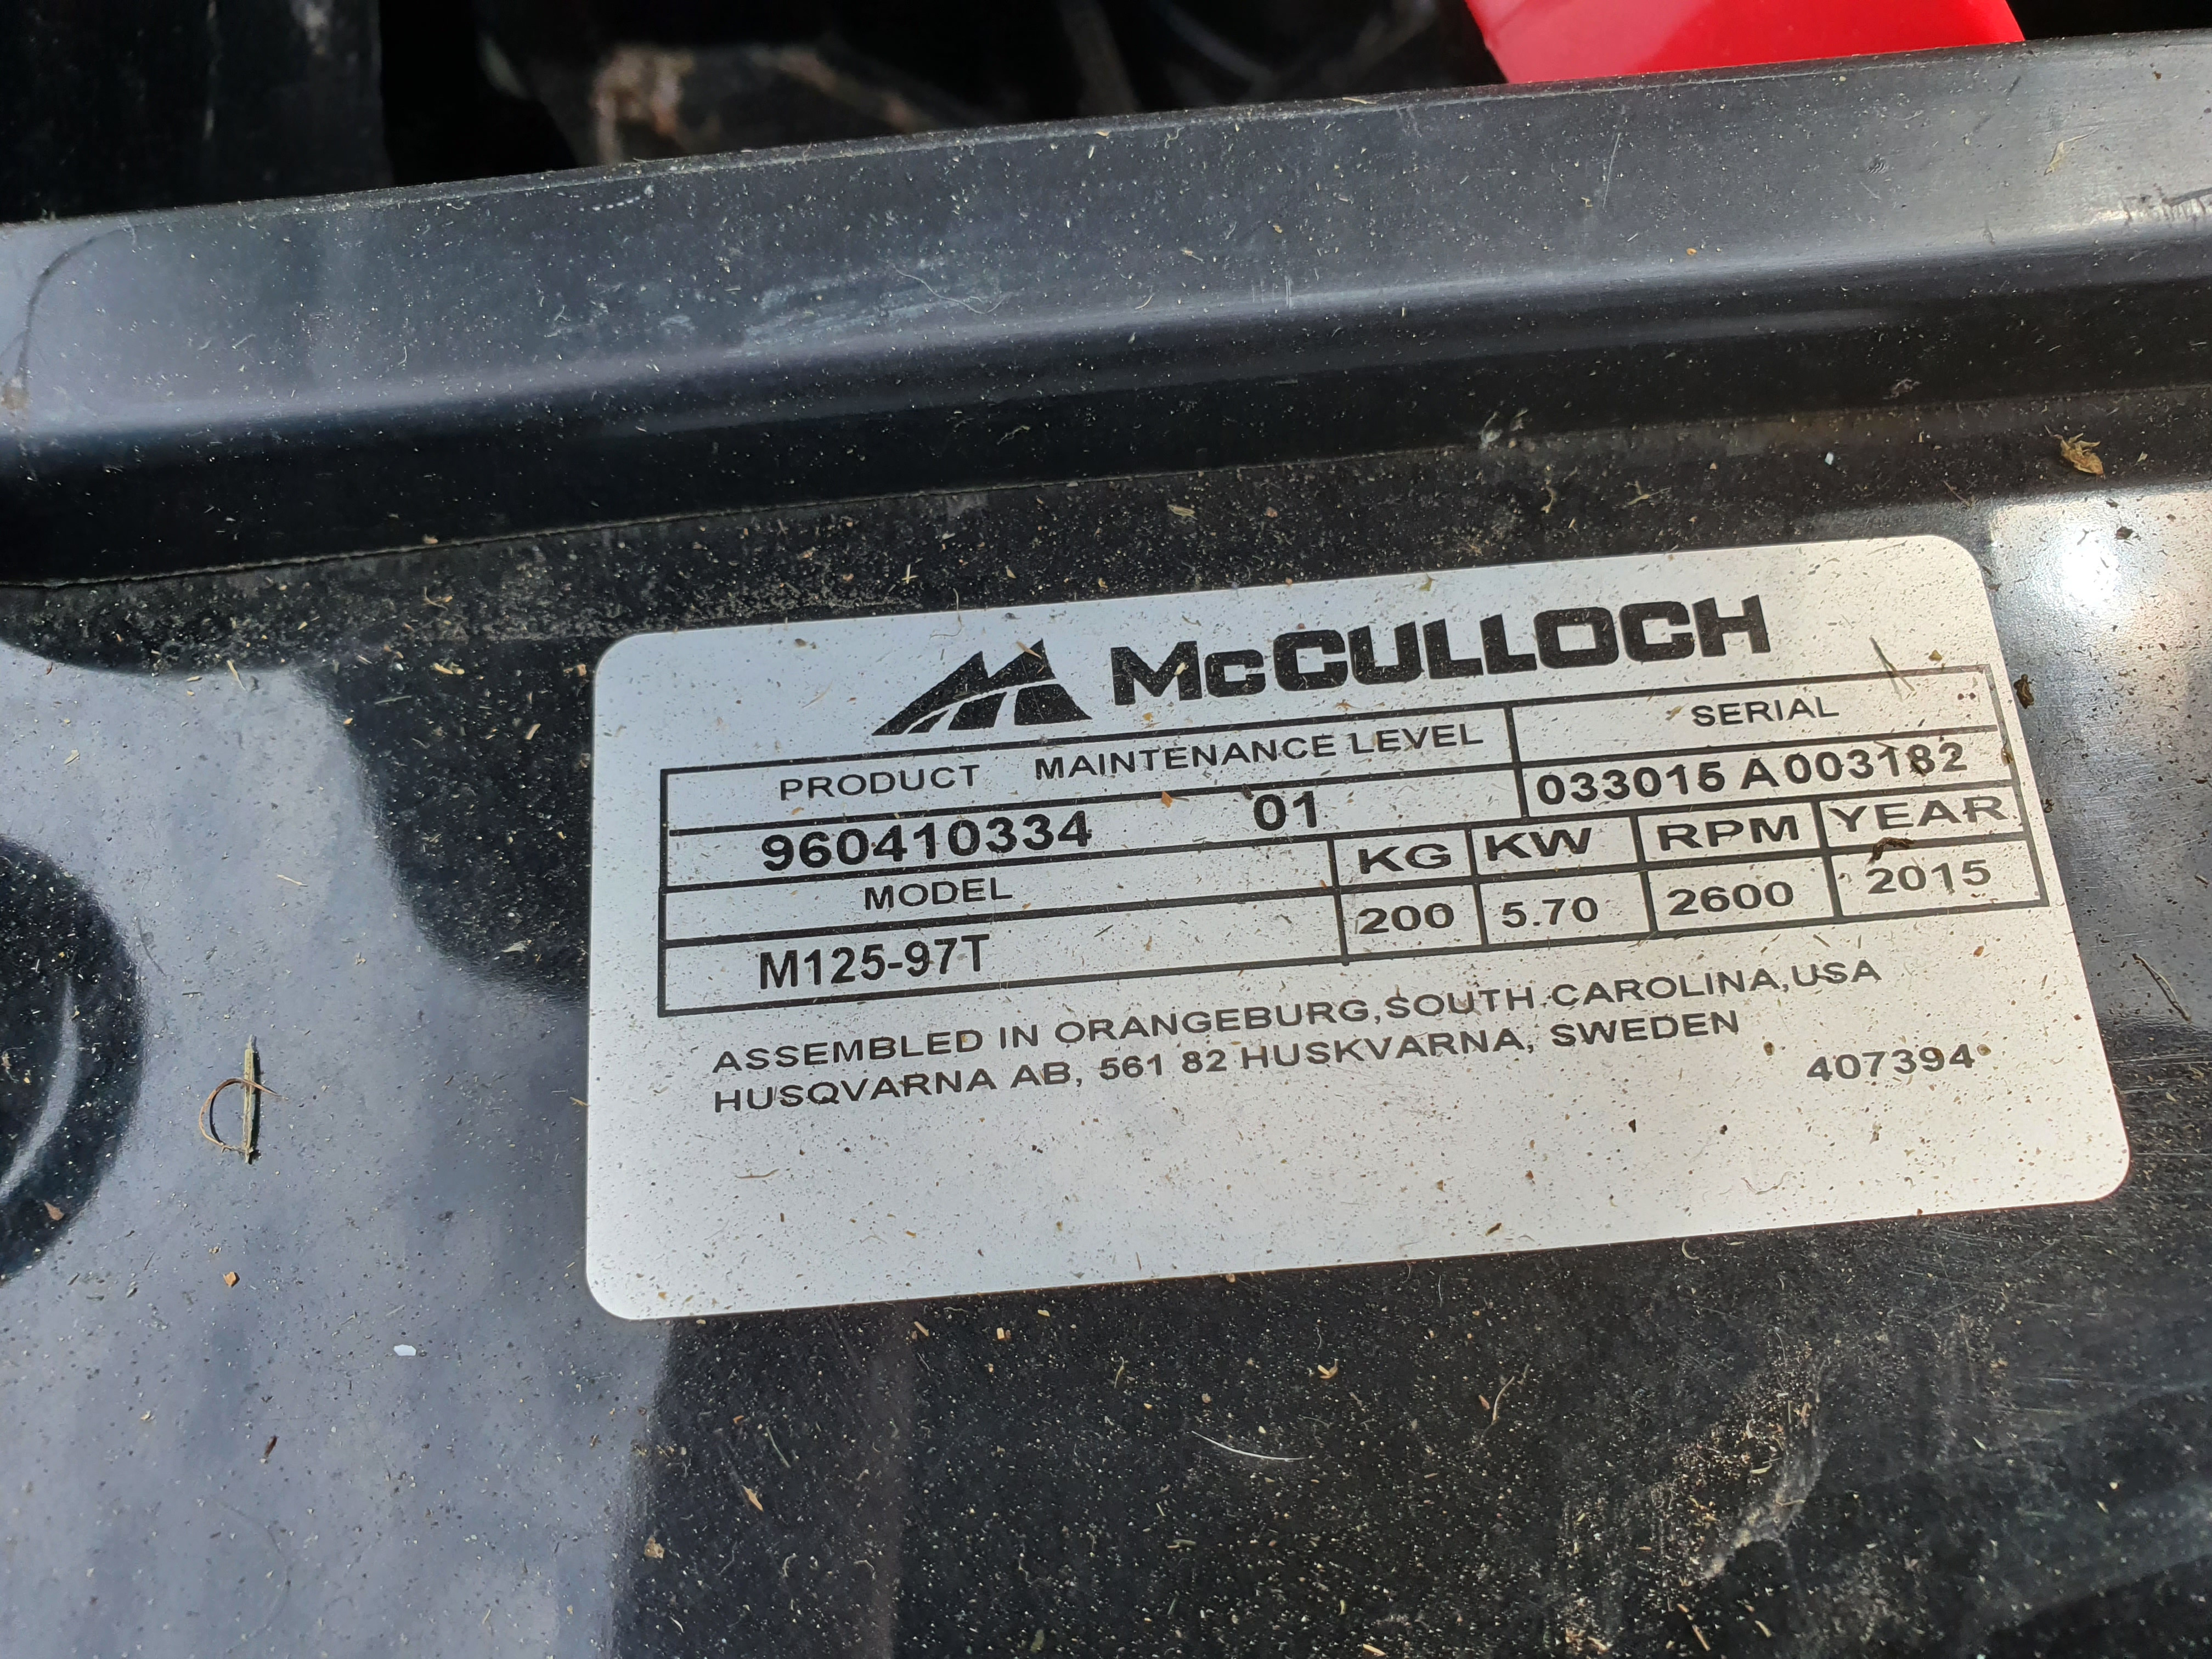 McCULLOCH
PRODUCT MAINTENANCE LEVEL SERIAL
960410334 01 033015 A 003182
MODEL KG KW RPM YEAR
M125-97T 200 5.70 2600 2015
ASSEMBLED IN ORANGEBURG, SOUTH CAROLINA, USA
HUSQVARNA AB, 561 82 HUSKVARNA, SWEDEN
407394